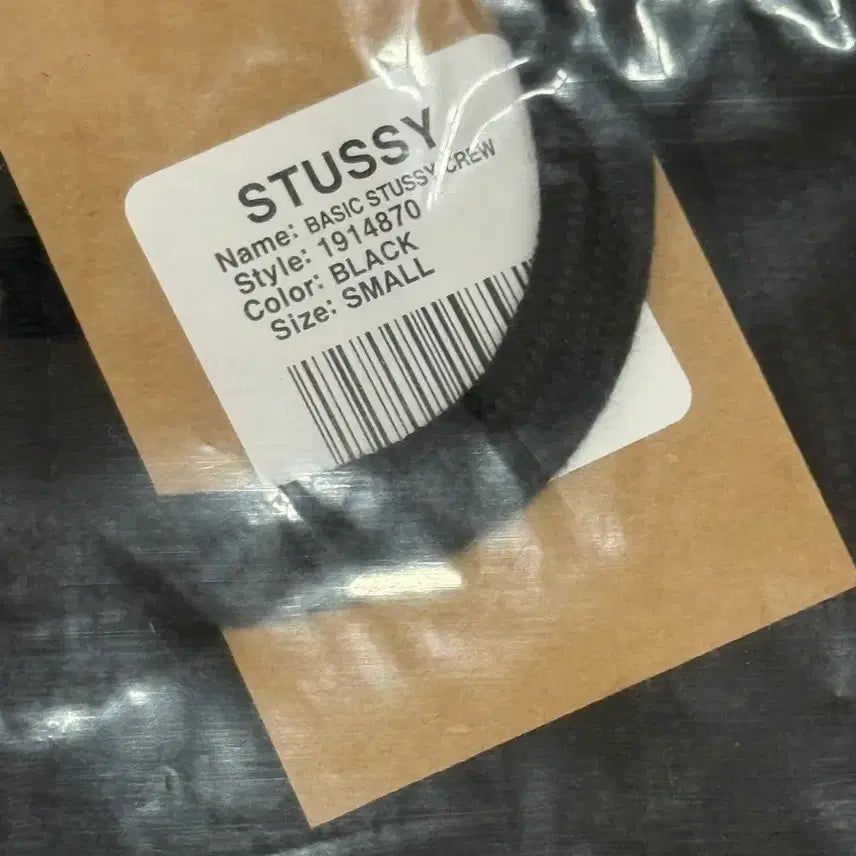 STUSSY
Name: BASIC STUSSY CREW
Style: 1914870
Color: BLACK
Size: SMALL